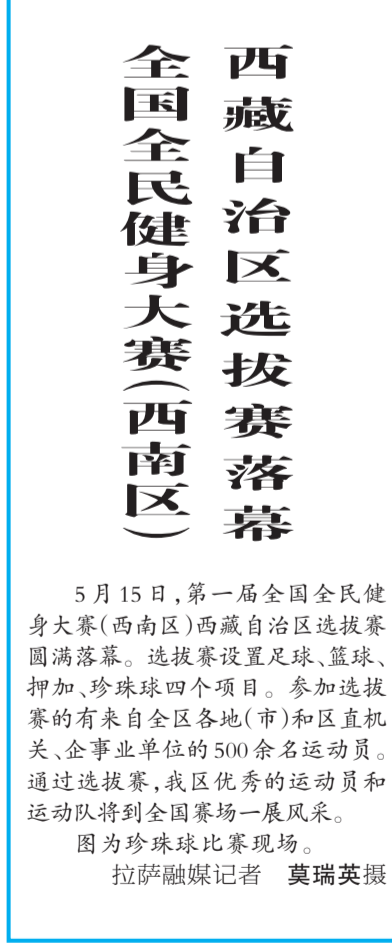 全国全民健身大赛(西南区)
西藏自治区选拔赛落幕
5月15日,第一届全国全民健
身大赛(西南区)西藏自治区选拔赛
圆满落幕。选拔赛设置足球、篮球、
押加、珍珠球四个项目。参加选拔
赛的有来自全区各地(市)和区直机
关、企事业单位的500余名运动员。
通过选拔赛,我区优秀的运动员和
运动队将到全国赛场一展风采。
图为珍珠球比赛现场。
拉萨融媒记者 莫瑞英摄